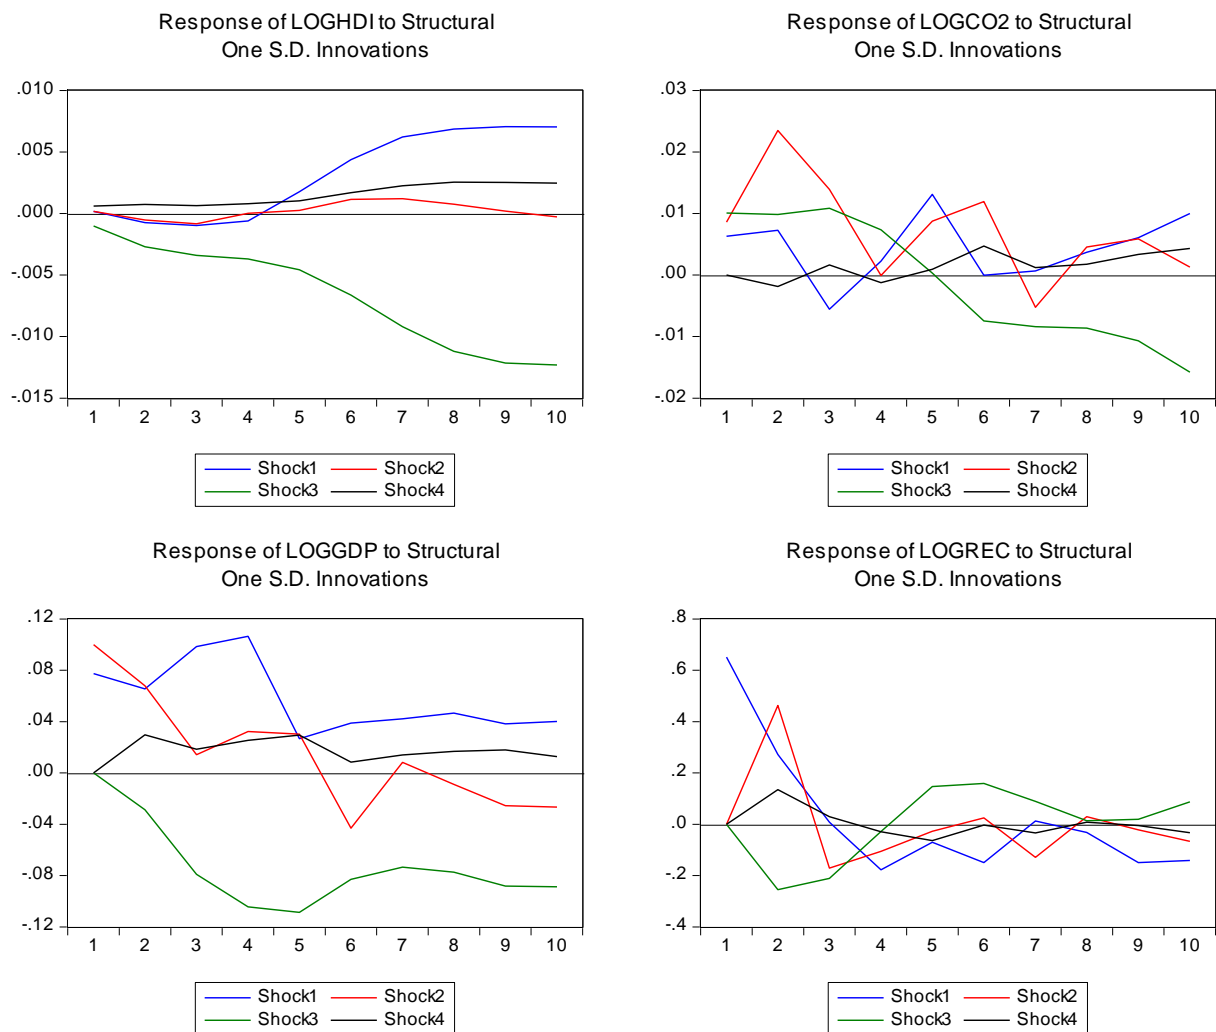 Response of LOGHDI to Structural
One S.D. Innovations
.010
.005
.000
-.005
-.010
-.015
1 2 3 4 5 6 7 8 9 10
Shock1 Shock2
Shock3 Shock4
Response of LOGCO2 to Structural
One S.D. Innovations
.03
.02
.01
.00
-.01
-.02
1 2 3 4 5 6 7 8 9 10
Shock1 Shock2
Shock3 Shock4
Response of LOGGDP to Structural
One S.D. Innovations
.12
.08
.04
.00
-.04
-.08
-.12
1 2 3 4 5 6 7 8 9 10
Shock1 Shock2
Shock3 Shock4
Response of LOGREC to Structural
One S.D. Innovations
.8
.6
.4
.2
.0
-.2
-.4
1 2 3 4 5 6 7 8 9 10
Shock1 Shock2
Shock3 Shock4